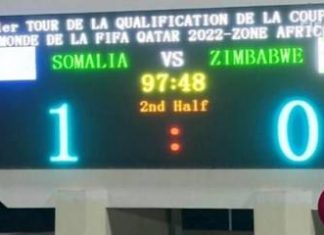 1er TOUR DE LA QUALIFICATION DE LA COUP
MONDE DE LA FIFA QATAR 2022-ZONE AFRIC
SOMALIA VS ZIMBABWE
97:48
2nd Half
1 : 0